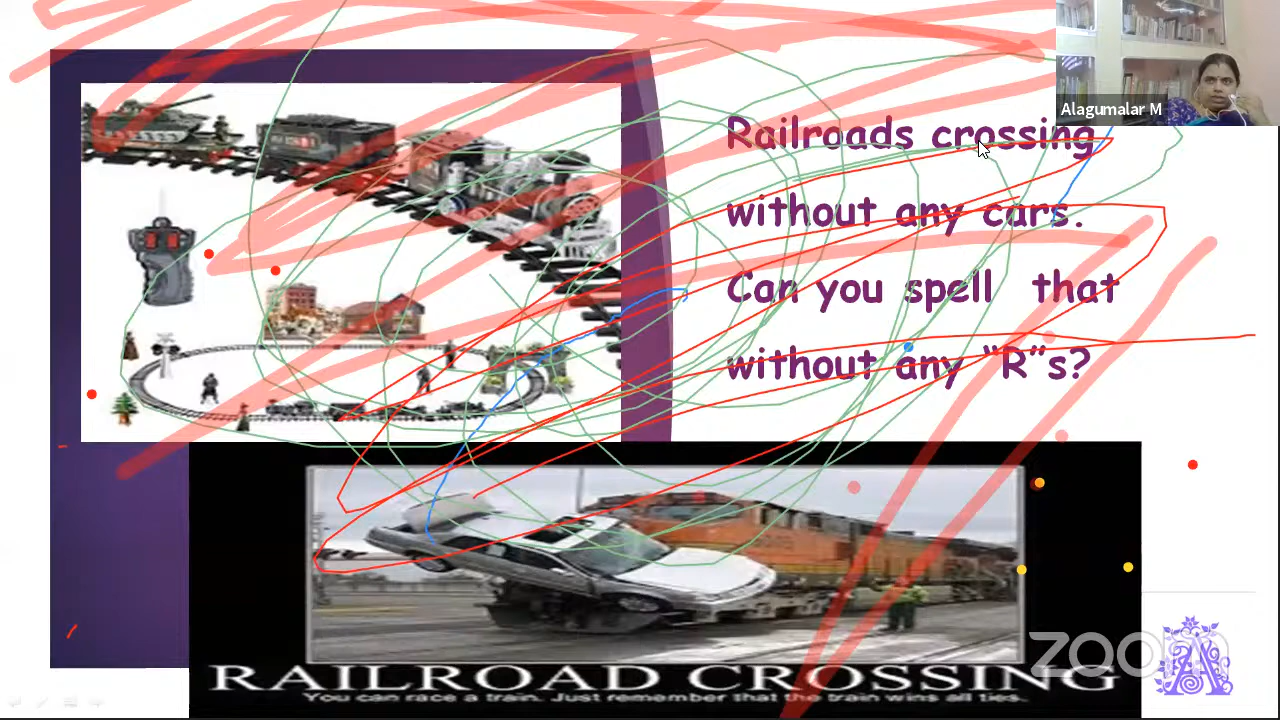 Alagumalar M
Railroads crossing
without any cars.
Can you spell that
without any “R”s?
RAILROAD CROSSING
You can race a train. Just remember that the train wins all ties.
zoom
A